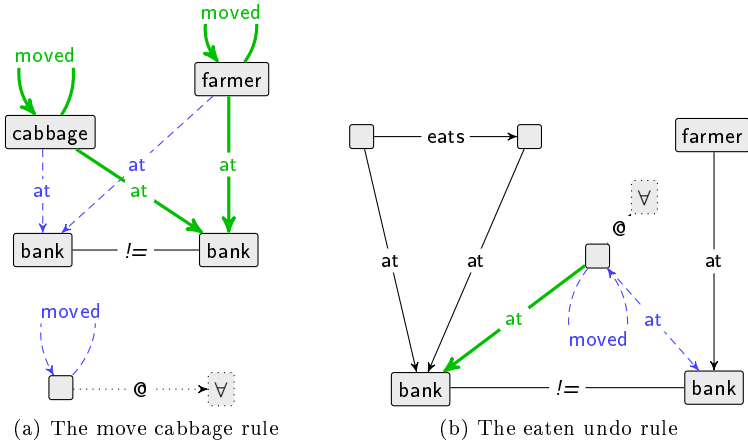 moved
moved
farmer
cabbage
at
at
at
at
bank
!=
bank
moved
@
∀
(a) The move cabbage rule
eats
farmer
∀
@
at
at
at
at
at
moved
bank
!=
bank
(b) The eaten undo rule